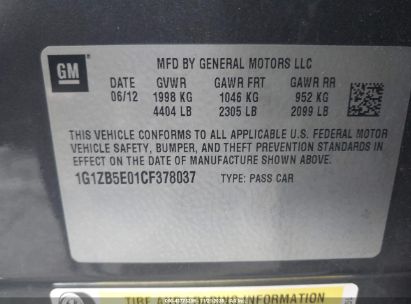 GM
MFD BY GENERAL MOTORS LLC
DATE GVWR GAWR FRT GAWR RR
06/12 1998 KG 1046 KG 952 KG
4404 LB 2305 LB 2099 LB
THIS VEHICLE CONFORMS TO ALL APPLICABLE U.S. FEDERAL MOTOR
VEHICLE SAFETY, BUMPER, AND THEFT PREVENTION STANDARDS IN
EFFECT ON THE DATE OF MANUFACTURE SHOWN ABOVE.
1G1ZB5E01CF378037 TYPE: PASS CAR
TIRE AND LOADING INFORMATION